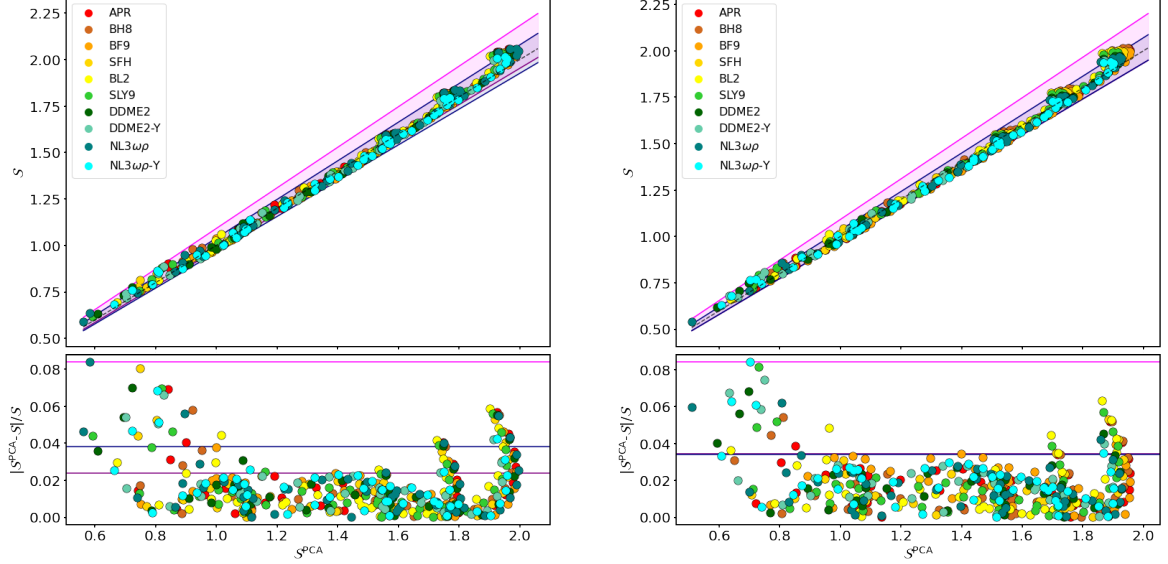 2.25
2.00
1.75
1.50
1.25
1.00
0.75
0.50
S
APR
BH8
BF9
SFH
BL2
SLY9
DDME2
DDME2-Y
NL3ωρ
NL3ωρ-Y
0.08
0.06
0.04
0.02
0.00
|S^PCA-S|/S
0.6 0.8 1.0 1.2 1.4 1.6 1.8 2.0
S^PCA
2.25
2.00
1.75
1.50
1.25
1.00
0.75
0.50
S
APR
BH8
BF9
SFH
BL2
SLY9
DDME2
DDME2-Y
NL3ωρ
NL3ωρ-Y
0.08
0.06
0.04
0.02
0.00
|S^PCA-S|/S
0.6 0.8 1.0 1.2 1.4 1.6 1.8 2.0
S^PCA